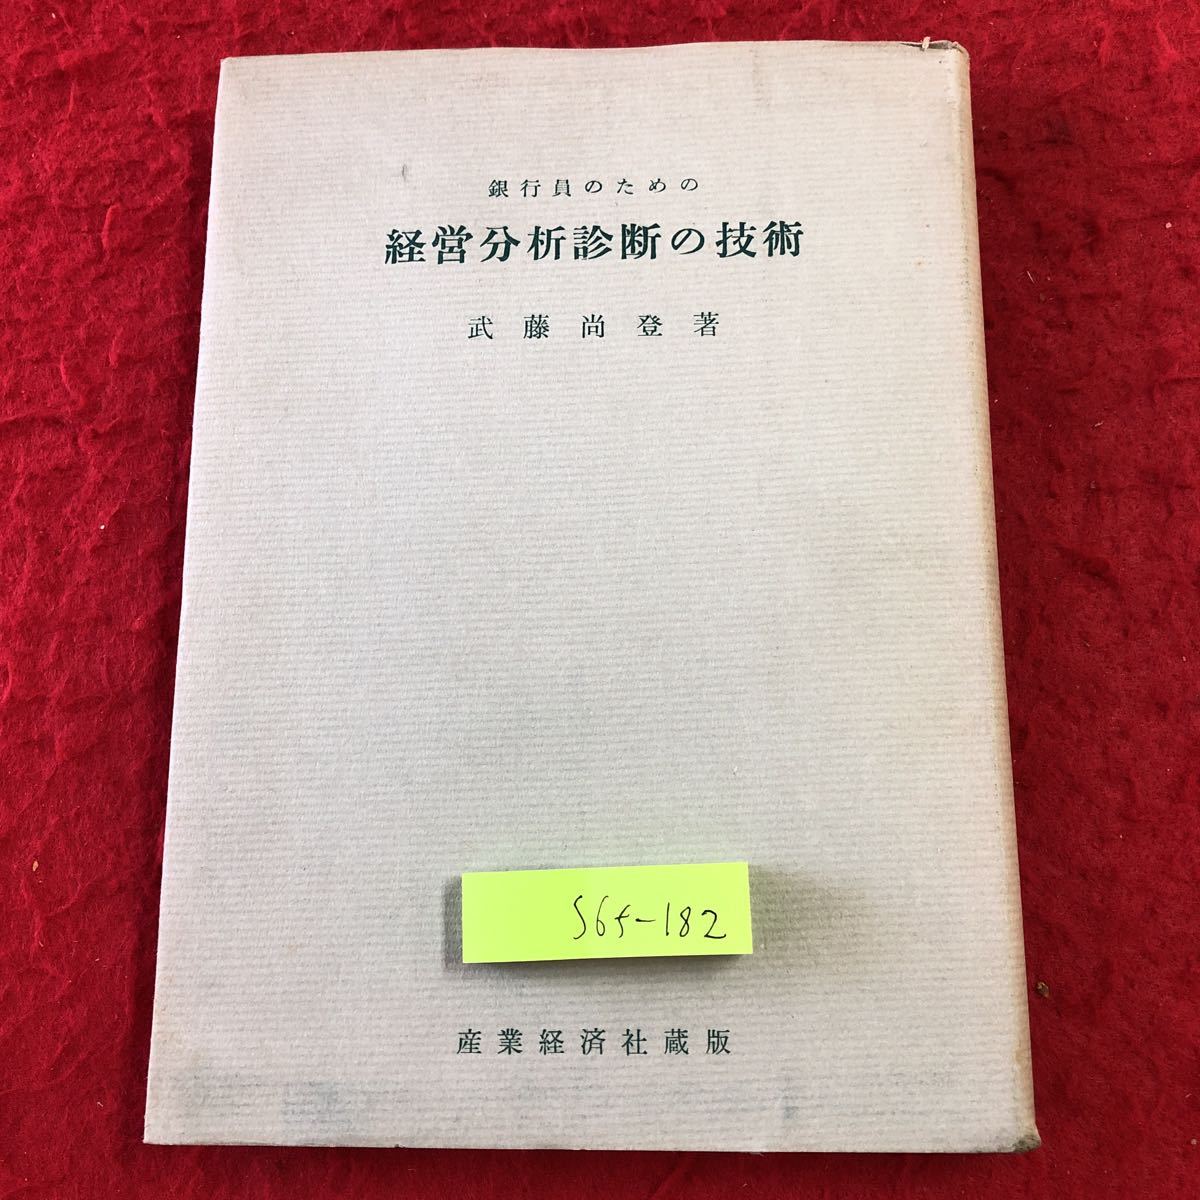 銀行員のための
経営分析診断の技術
武藤尚登著
S65-182
産業経済社蔵版